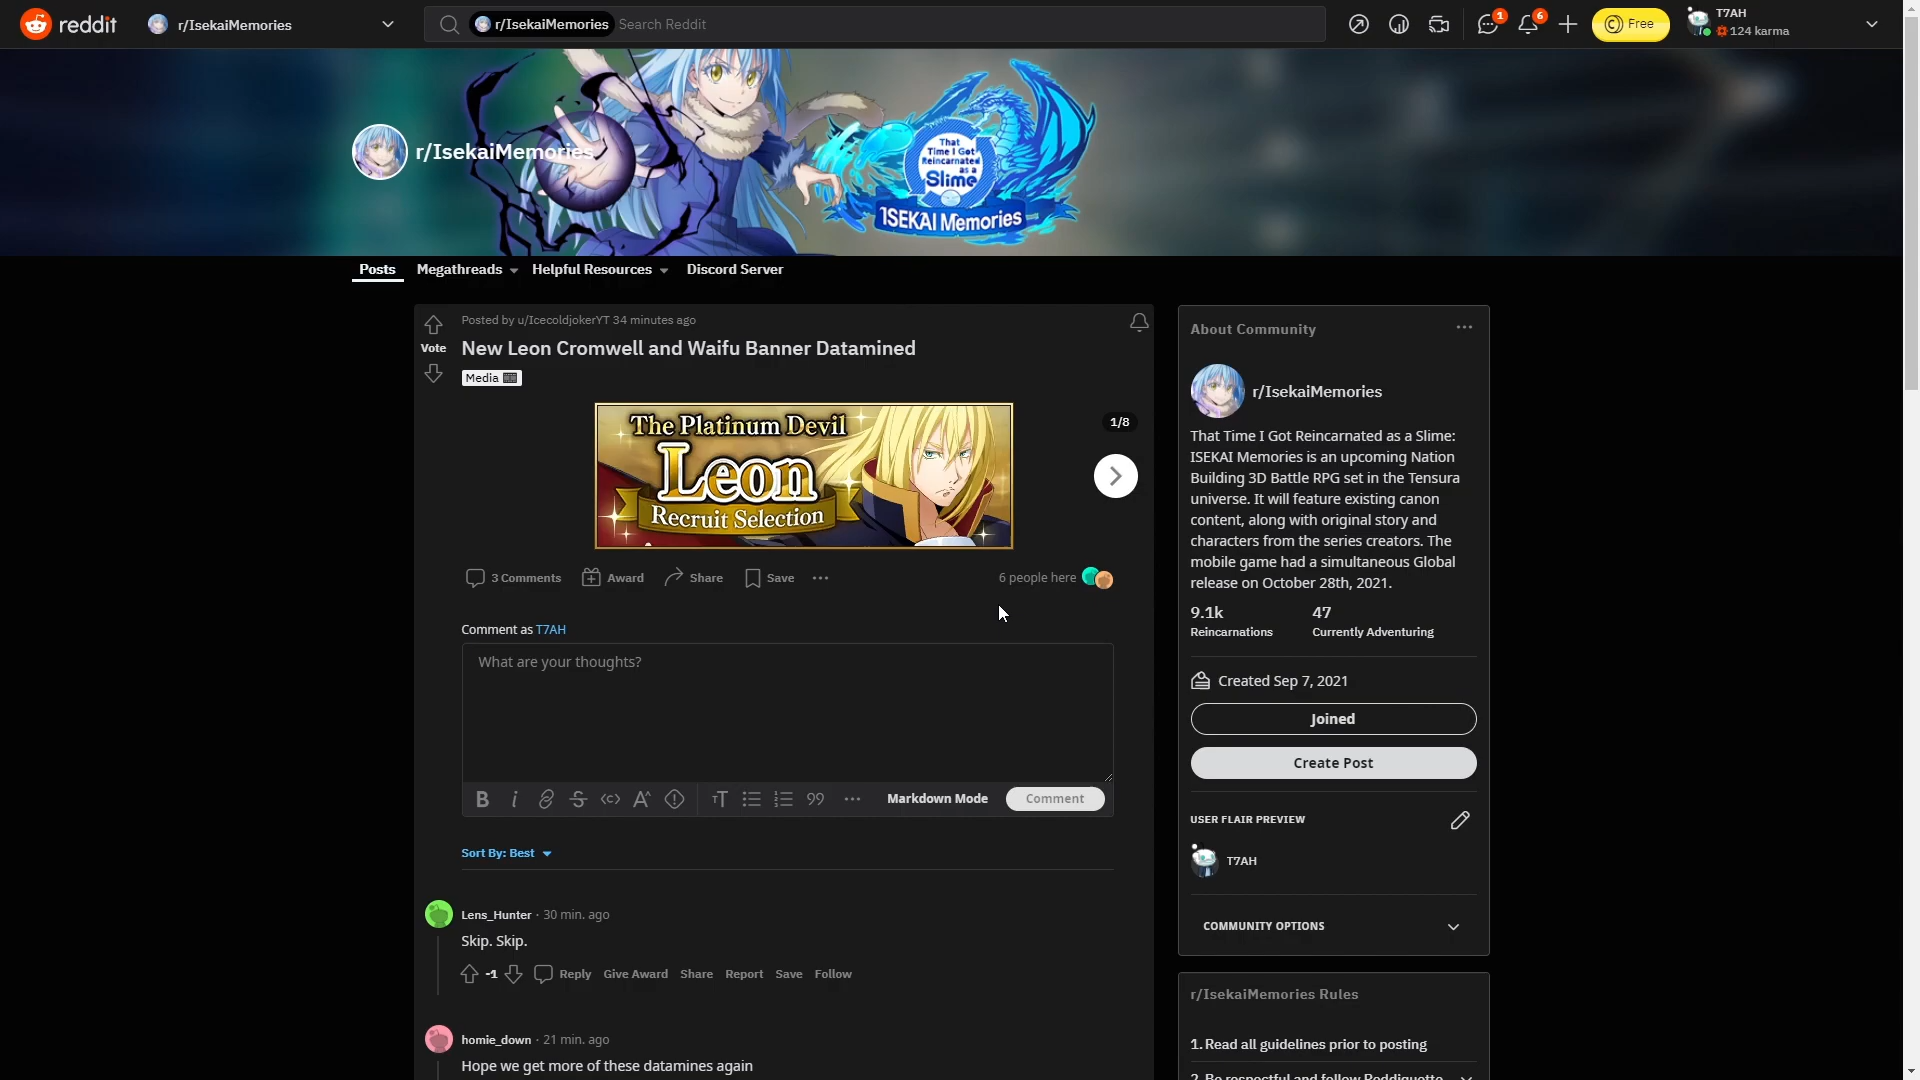 reddit
r/IsekaiMemories
r/IsekaiMemories Search Reddit
1
6
Free
T7AH
124 karma
r/IsekaiMemories
That
Time I Got
Reincarnated
as a
Slime
ISEKAI Memories
Posts Megathreads Helpful Resources Discord Server
Posted by u/IcecoldjokerYT 34 minutes ago
Vote
New Leon Cromwell and Waifu Banner Datamined
Media
The Platinum Devil
Leon
Recruit Selection
1/8
3 Comments Award Share Save ··· 6 people here
Comment as T7AH
What are your thoughts?
Markdown Mode Comment
Sort By: Best
Lens_Hunter · 30 min. ago
Skip. Skip.
-1 Reply Give Award Share Report Save Follow
homie_down · 21 min. ago
Hope we get more of these datamines again
About Community
r/IsekaiMemories
That Time I Got Reincarnated as a Slime:
ISEKAI Memories is an upcoming Nation
Building 3D Battle RPG set in the Tensura
universe. It will feature existing canon
content, along with original story and
characters from the series creators. The
mobile game had a simultaneous Global
release on October 28th, 2021.
9.1k 47
Reincarnations Currently Adventuring
Created Sep 7, 2021
Joined
Create Post
USER FLAIR PREVIEW
T7AH
COMMUNITY OPTIONS
r/IsekaiMemories Rules
1. Read all guidelines prior to posting
2. Be respectful and follow Reddiquette